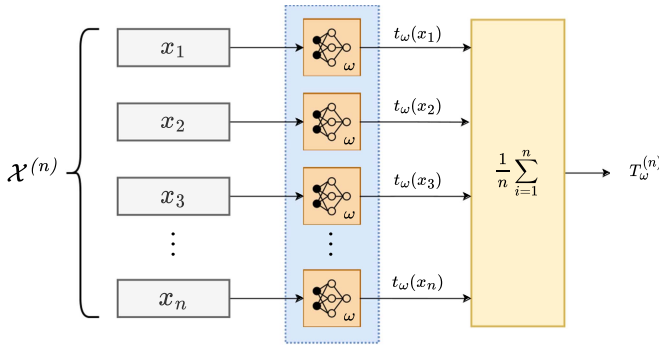 x₁ ω t_ω(x₁)
x₂ ω t_ω(x₂)
𝒳⁽ⁿ⁾
x₃ ω t_ω(x₃)
1/n ∑_{i=1}^{n}
T_ω^{(n)}
⋮ ⋮
xₙ ω t_ω(xₙ)